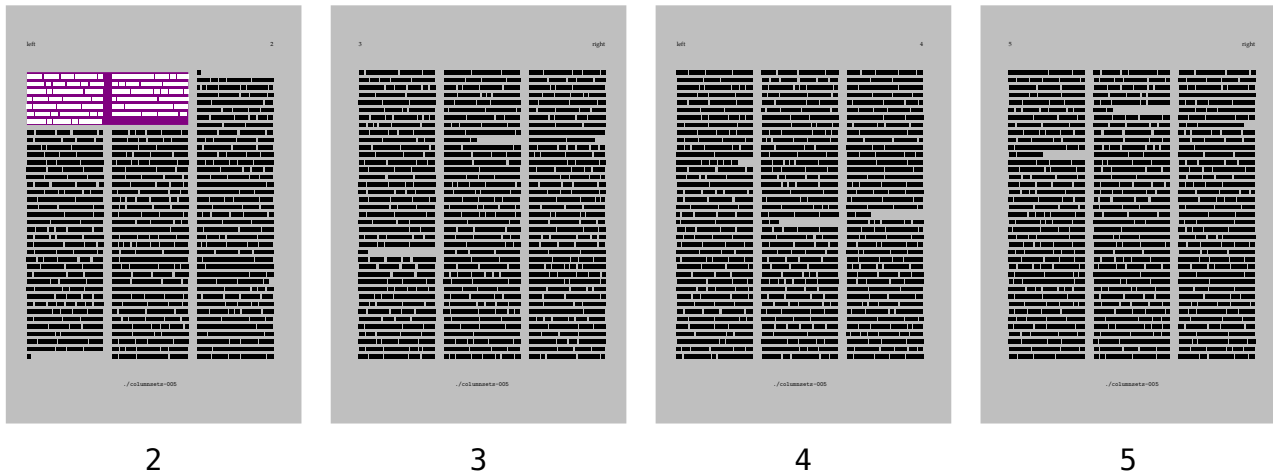 left 2
./columnsets-005
2
3 right
./columnsets-005
3
left 4
./columnsets-005
4
5 right
./columnsets-005
5